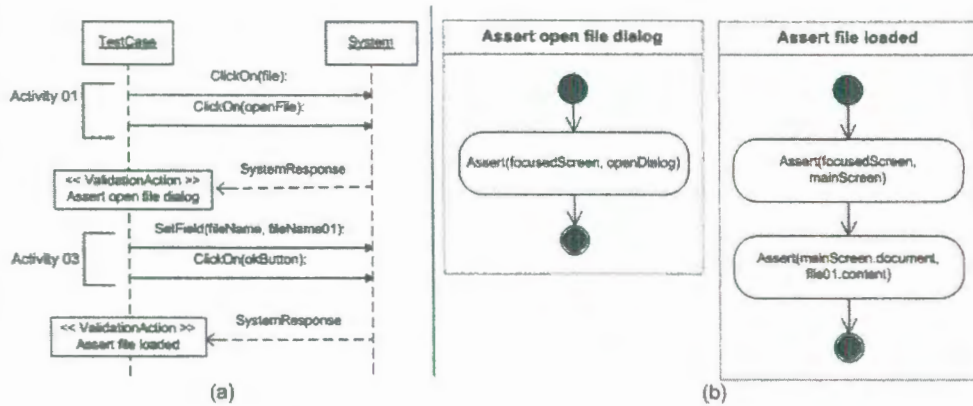 TestCase
System
Activity 01
ClickOn(file):
ClickOn(openFile):
SystemResponse
<< ValidationAction >>
Assert open file dialog
Activity 03
SetField(fileName, fileName01):
ClickOn(okButton):
SystemResponse
<< ValidationAction >>
Assert file loaded
(a)
Assert open file dialog
Assert(focusedScreen, openDialog)
Assert file loaded
Assert(focusedScreen,
mainScreen)
Assert(mainScreen.document,
file01.content)
(b)